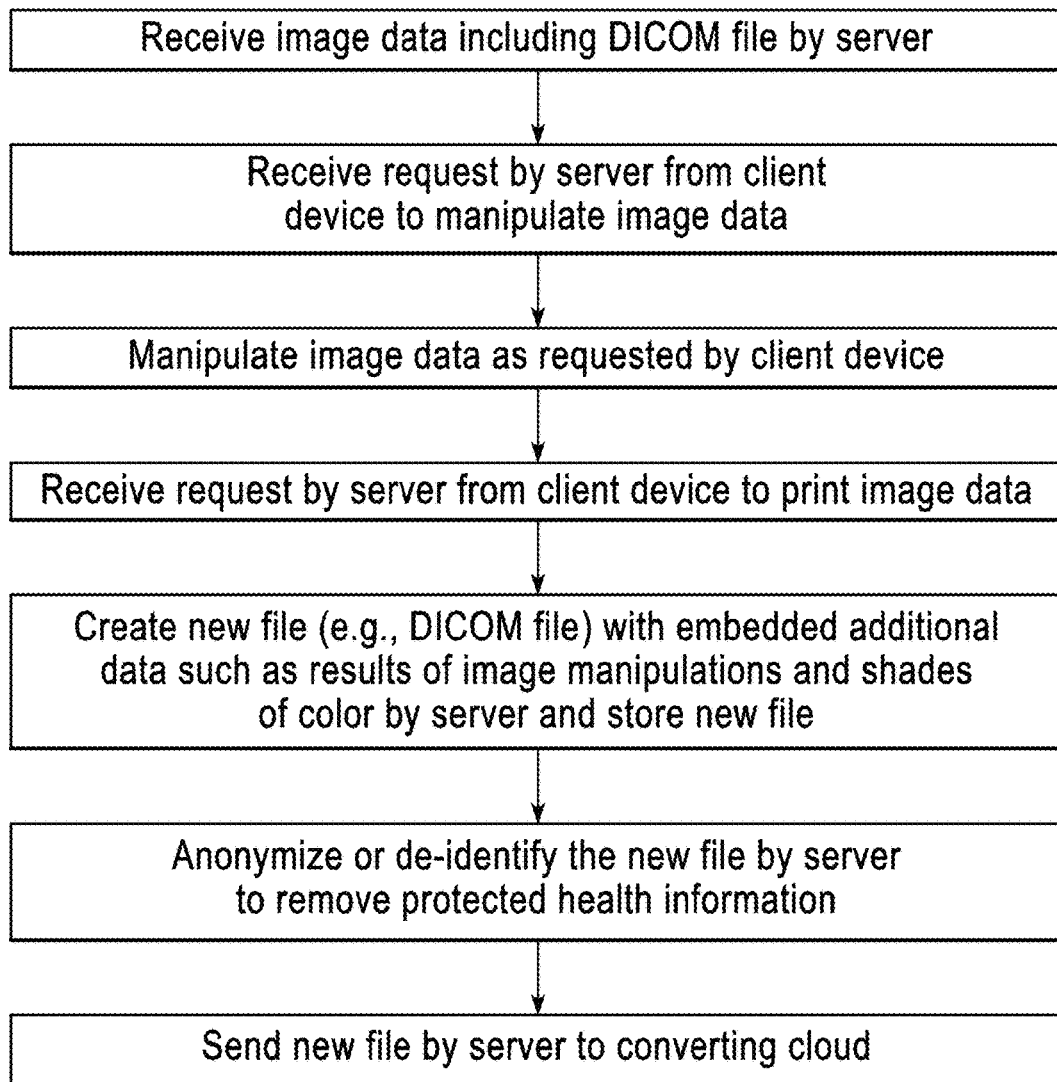 Receive image data including DICOM file by server
Receive request by server from client
device to manipulate image data
Manipulate image data as requested by client device
Receive request by server from client device to print image data
Create new file (e.g., DICOM file) with embedded additional
data such as results of image manipulations and shades
of color by server and store new file
Anonymize or de-identify the new file by server
to remove protected health information
Send new file by server to converting cloud